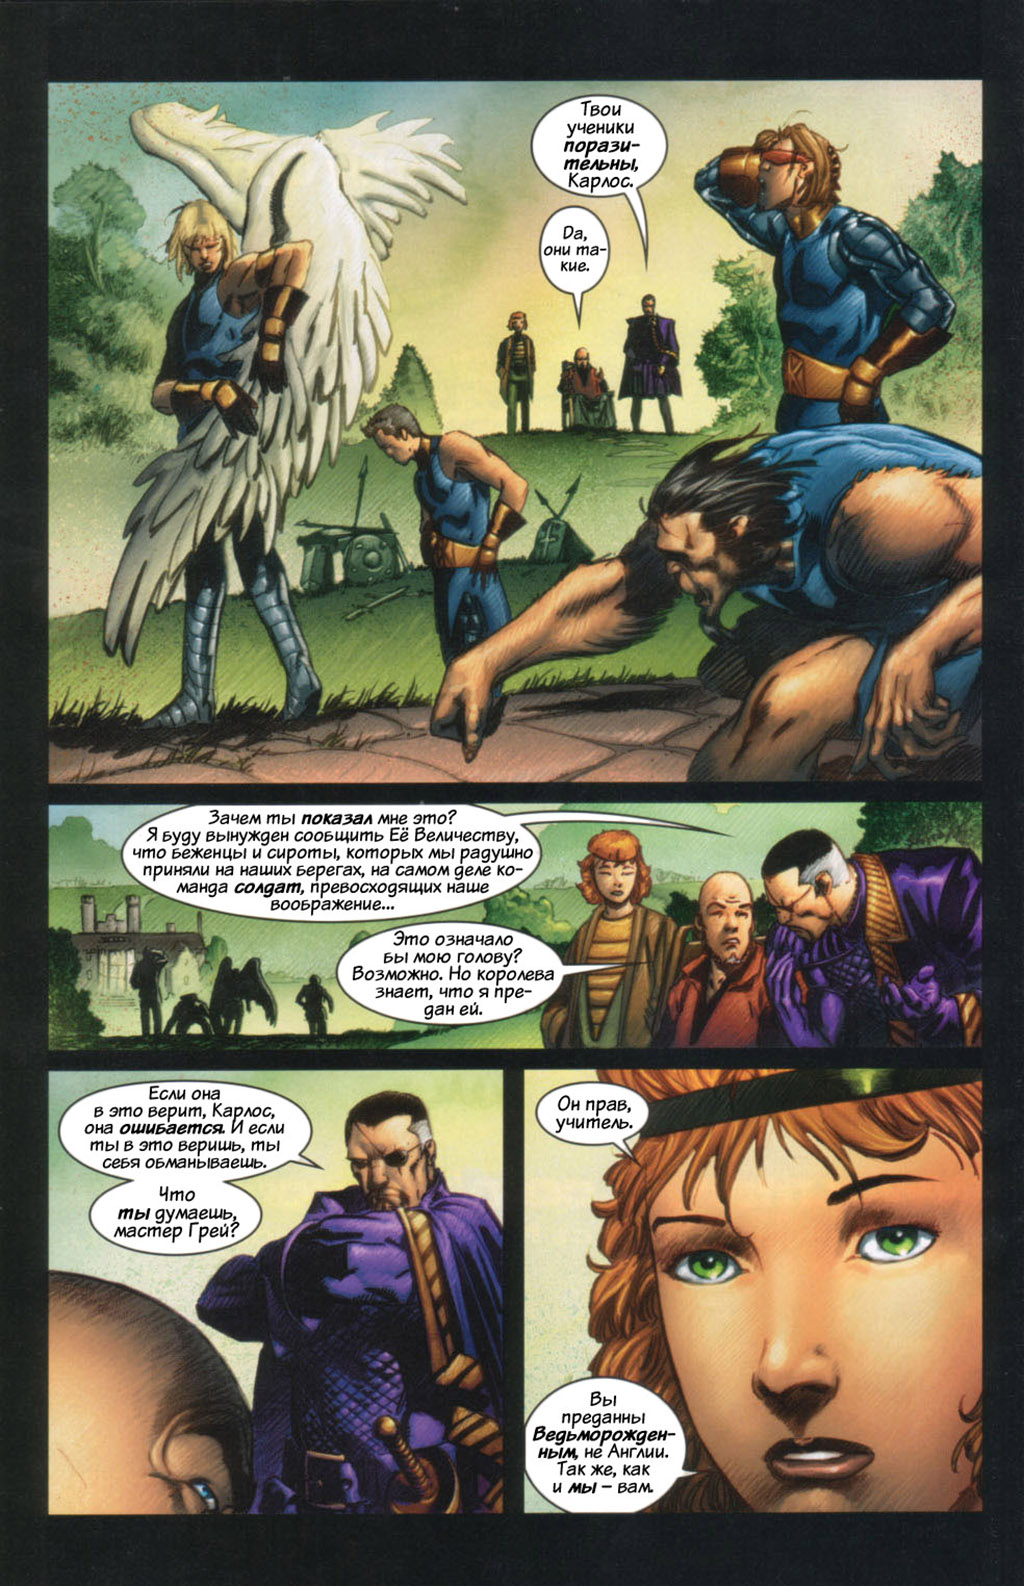 Твои
ученики
порази-
тельны,
Карлос.
Да,
они та-
кие.
Зачем ты показал мне это?
Я буду вынужден сообщить Её Величеству,
что беженцы и сироты, которых мы радушно
приняли на наших берегах, на самом деле ко-
манда солдат, превосходящих наше
воображение...
Это означало
бы мою голову?
Возможно. Но королева
знает, что я пре-
дан ей.
Если она
в это верит, Карлос,
она ошибается. И если
ты в это веришь, ты
себя обманываешь.
Что
ты думаешь,
мастер Грей?
Он прав,
учитель.
Вы
преданны
Ведьморожден-
ным, не Англии.
Так же, как
и мы – вам.